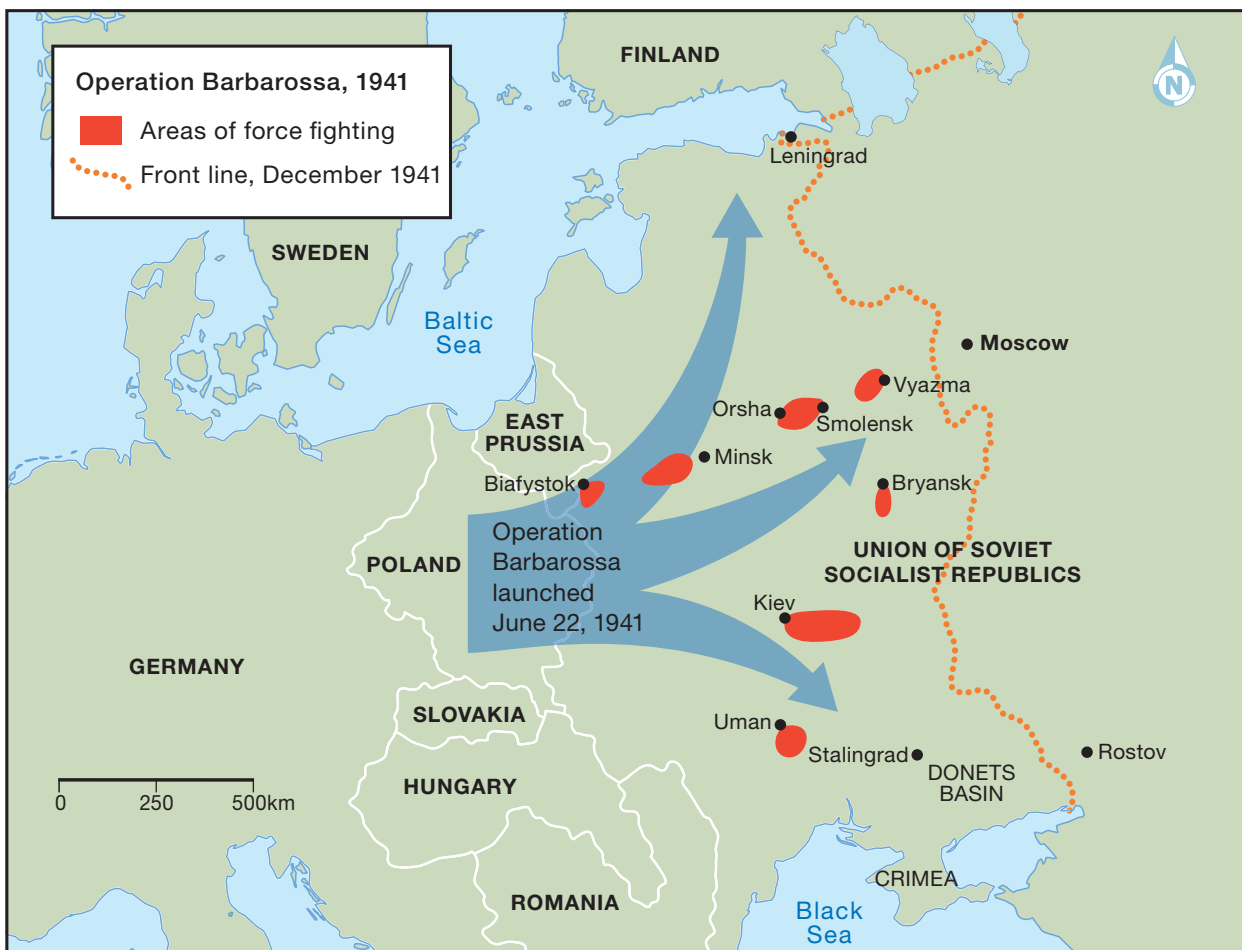 Operation Barbarossa, 1941
Areas of force fighting
Front line, December 1941
FINLAND
N
Leningrad
SWEDEN
Baltic
Sea
Moscow
Vyazma
Orsha
Smolensk
EAST
PRUSSIA
Minsk
Biafystok
Bryansk
Operation
Barbarossa
launched
June 22, 1941
POLAND
UNION OF SOVIET
SOCIALIST REPUBLICS
Kiev
GERMANY
SLOVAKIA
Uman
Stalingrad
Rostov
DONETS
BASIN
HUNGARY
0 250 500km
CRIMEA
ROMANIA
Black
Sea